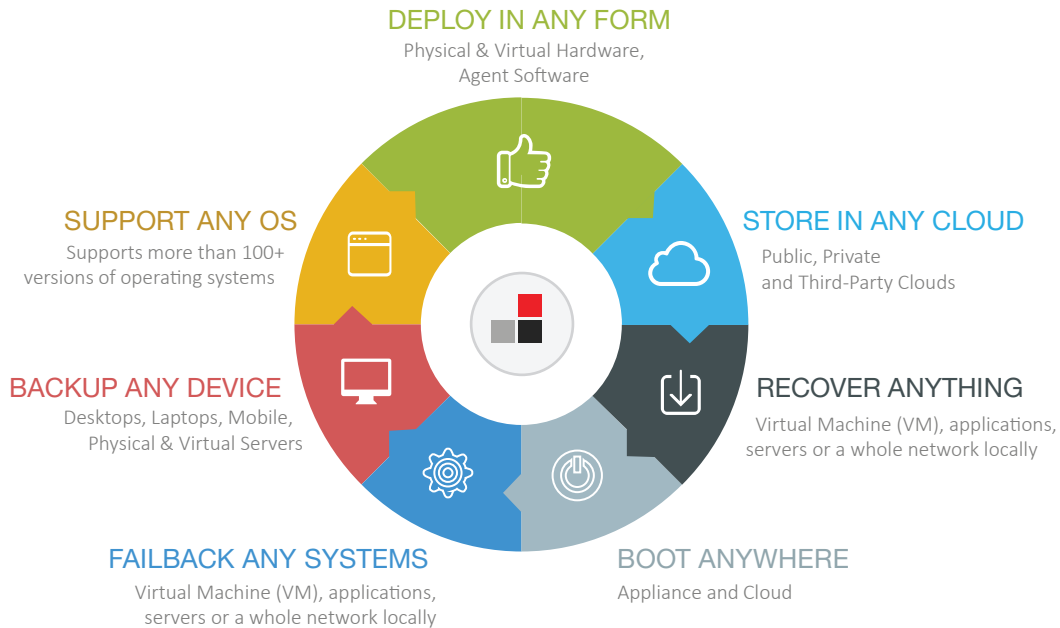 DEPLOY IN ANY FORM
Physical & Virtual Hardware,
Agent Software
SUPPORT ANY OS
Supports more than 100+
versions of operating systems
STORE IN ANY CLOUD
Public, Private
and Third-Party Clouds
BACKUP ANY DEVICE
Desktops, Laptops, Mobile,
Physical & Virtual Servers
RECOVER ANYTHING
Virtual Machine (VM), applications,
servers or a whole network locally
FAILBACK ANY SYSTEMS
Virtual Machine (VM), applications,
servers or a whole network locally
BOOT ANYWHERE
Appliance and Cloud